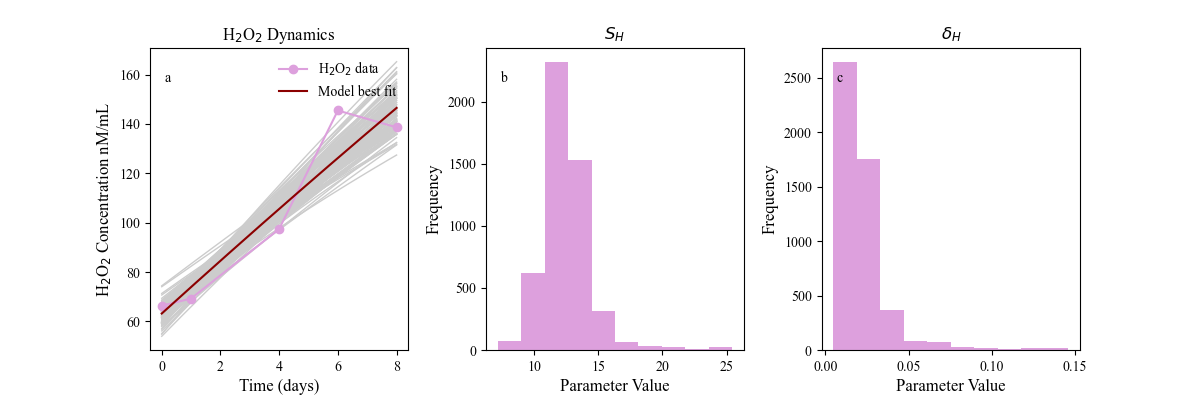 H₂O₂ Dynamics
a
H₂O₂ data
Model best fit
160
140
120
100
80
60
H₂O₂ Concentration nM/mL
0 2 4 6 8
Time (days)
S_H
b
2000
1500
1000
500
0
Frequency
10 15 20 25
Parameter Value
δ_H
c
2500
2000
1500
1000
500
0
Frequency
0.00 0.05 0.10 0.15
Parameter Value